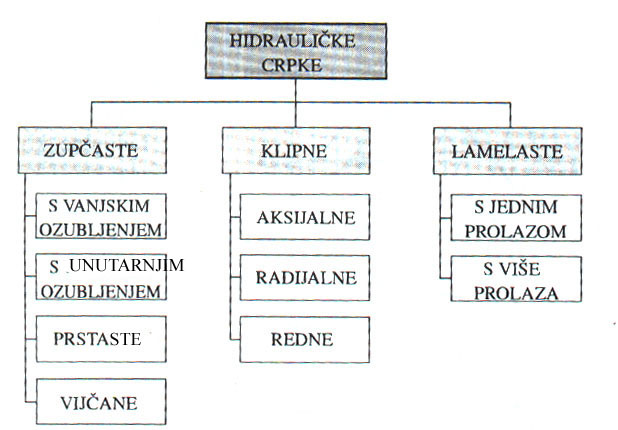 HIDRAULIČKE
CRPKE
ZUPČASTE
S VANJSKIM
OZUBLJENJEM
S UNUTARNJIM
OZUBLJENJEM
PRSTASTE
VIJČANE
KLIPNE
AKSIJALNE
RADIJALNE
REDNE
LAMELASTE
S JEDNIM
PROLAZOM
S VIŠE
PROLAZA